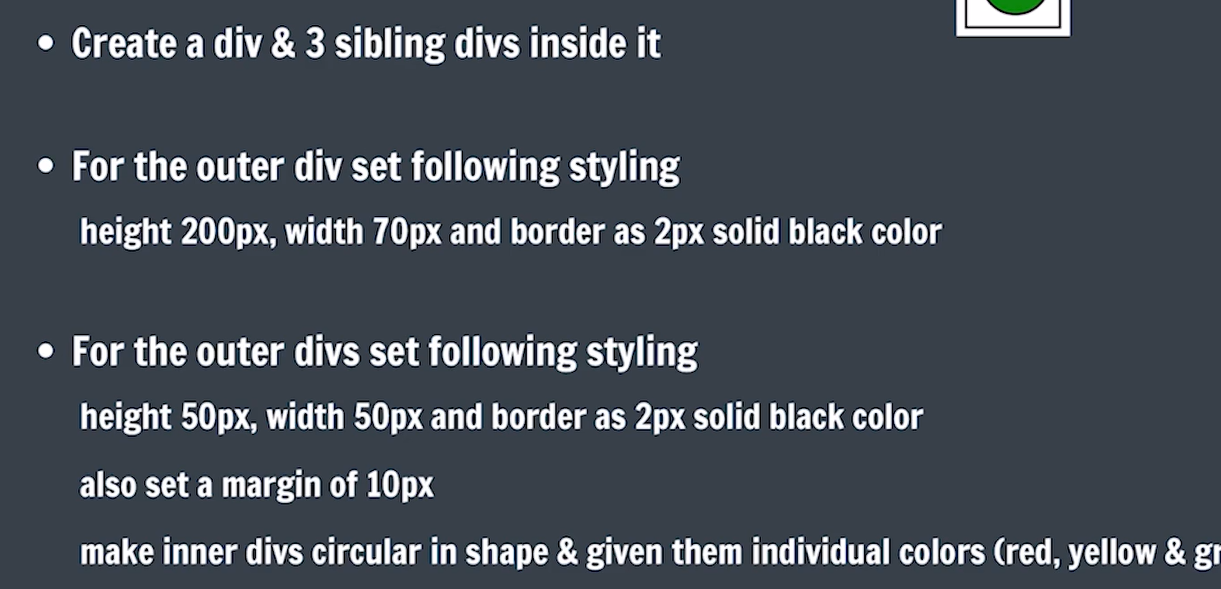 • Create a div & 3 sibling divs inside it
• For the outer div set following styling
height 200px, width 70px and border as 2px solid black color
• For the outer divs set following styling
height 50px, width 50px and border as 2px solid black color
also set a margin of 10px
make inner divs circular in shape & given them individual colors (red, yellow & gr